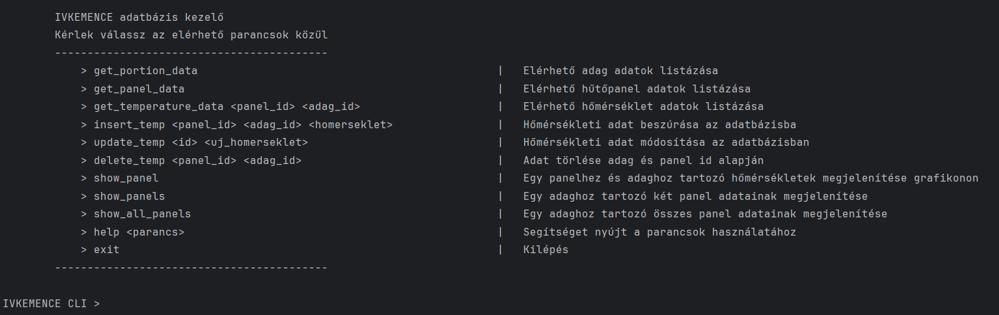 IVKEMENCE adatbázis kezelő
Kérlek válassz az elérhető parancsok közül
------------------------------------------
> get_portion_data | Elérhető adag adatok listázása
> get_panel_data | Elérhető hűtőpanel adatok listázása
> get_temperature_data <panel_id> <adag_id> | Elérhető hőmérséklet adatok listázása
> insert_temp <panel_id> <adag_id> <homerseklet> | Hőmérsékleti adat beszúrása az adatbázisba
> update_temp <id> <uj_homerseklet> | Hőmérsékleti adat módosítása az adatbázisban
> delete_temp <panel_id> <adag_id> | Adat törlése adag és panel id alapján
> show_panel | Egy panelhez és adaghoz tartozó hőmérsékletek megjelenítése grafikonon
> show_panels | Egy adaghoz tartozó két panel adatainak megjelenítése
> show_all_panels | Egy adaghoz tartozó összes panel adatainak megjelenítése
> help <parancs> | Segítséget nyújt a parancsok használatához
> exit | Kilépés
------------------------------------------
IVKEMENCE CLI >